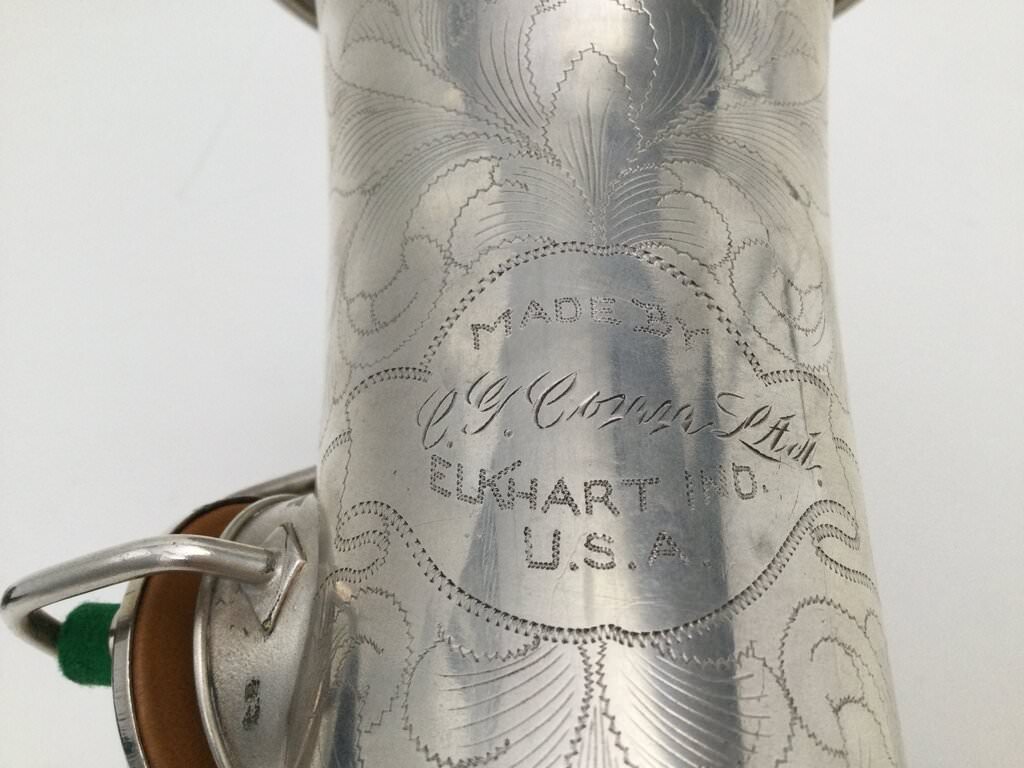 MADE BY
C.G. Conn Ltd.
ELKHART IND.
U.S.A.